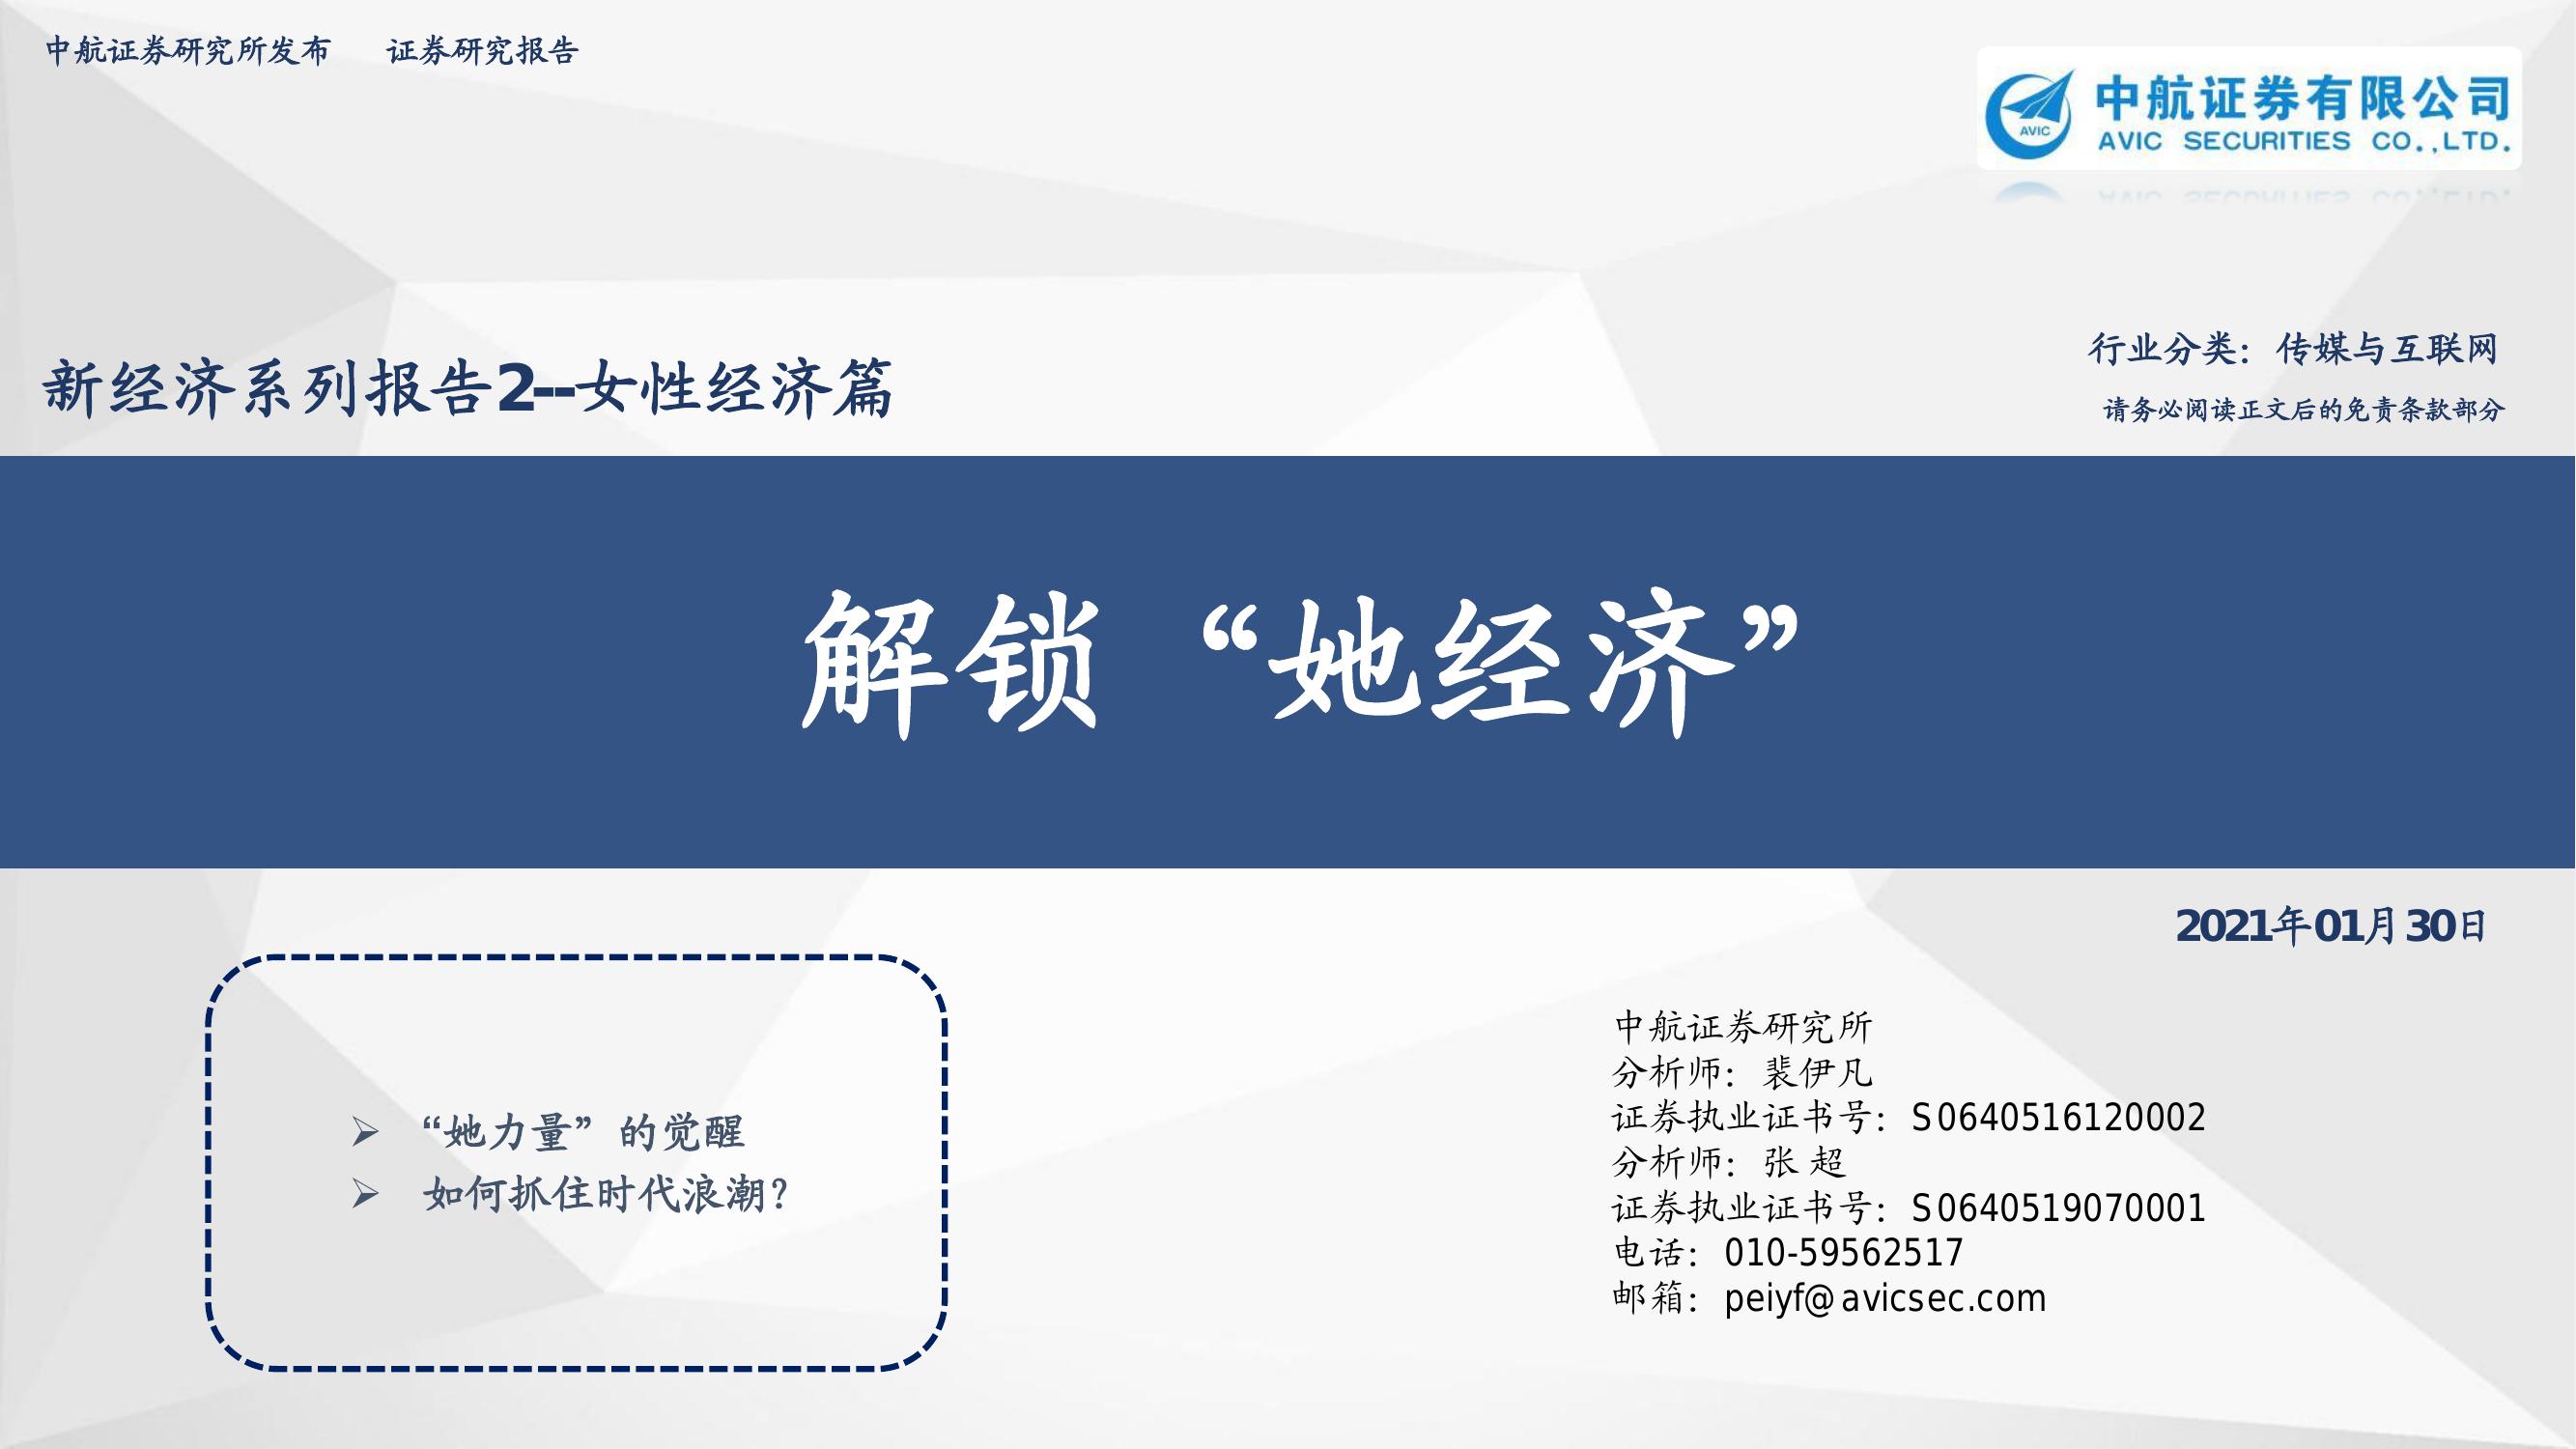 中航证券研究所发布 证券研究报告
中航证券有限公司
AVIC SECURITIES CO.,LTD.
AVIC
新经济系列报告2--女性经济篇
行业分类：传媒与互联网
请务必阅读正文后的免责条款部分
解锁“她经济”
2021年01月30日
“她力量”的觉醒
如何抓住时代浪潮？
中航证券研究所
分析师：裴伊凡
证券执业证书号：S0640516120002
分析师：张 超
证券执业证书号：S0640519070001
电话：010-59562517
邮箱：peiyf@avicsec.com